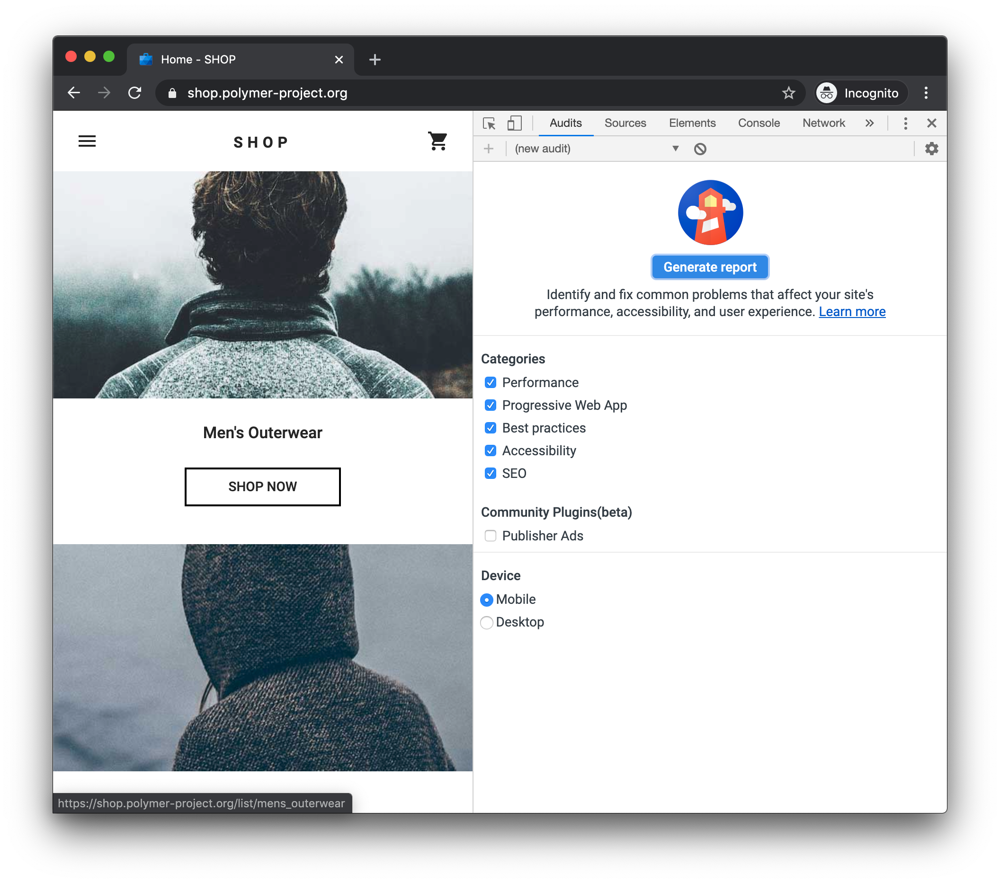 Home - SHOP
shop.polymer-project.org
Incognito
SHOP
Men's Outerwear
SHOP NOW
https://shop.polymer-project.org/list/mens_outerwear
Audits Sources Elements Console Network
(new audit)
Generate report
Identify and fix common problems that affect your site's
performance, accessibility, and user experience. Learn more
Categories
Performance
Progressive Web App
Best practices
Accessibility
SEO
Community Plugins(beta)
Publisher Ads
Device
Mobile
Desktop